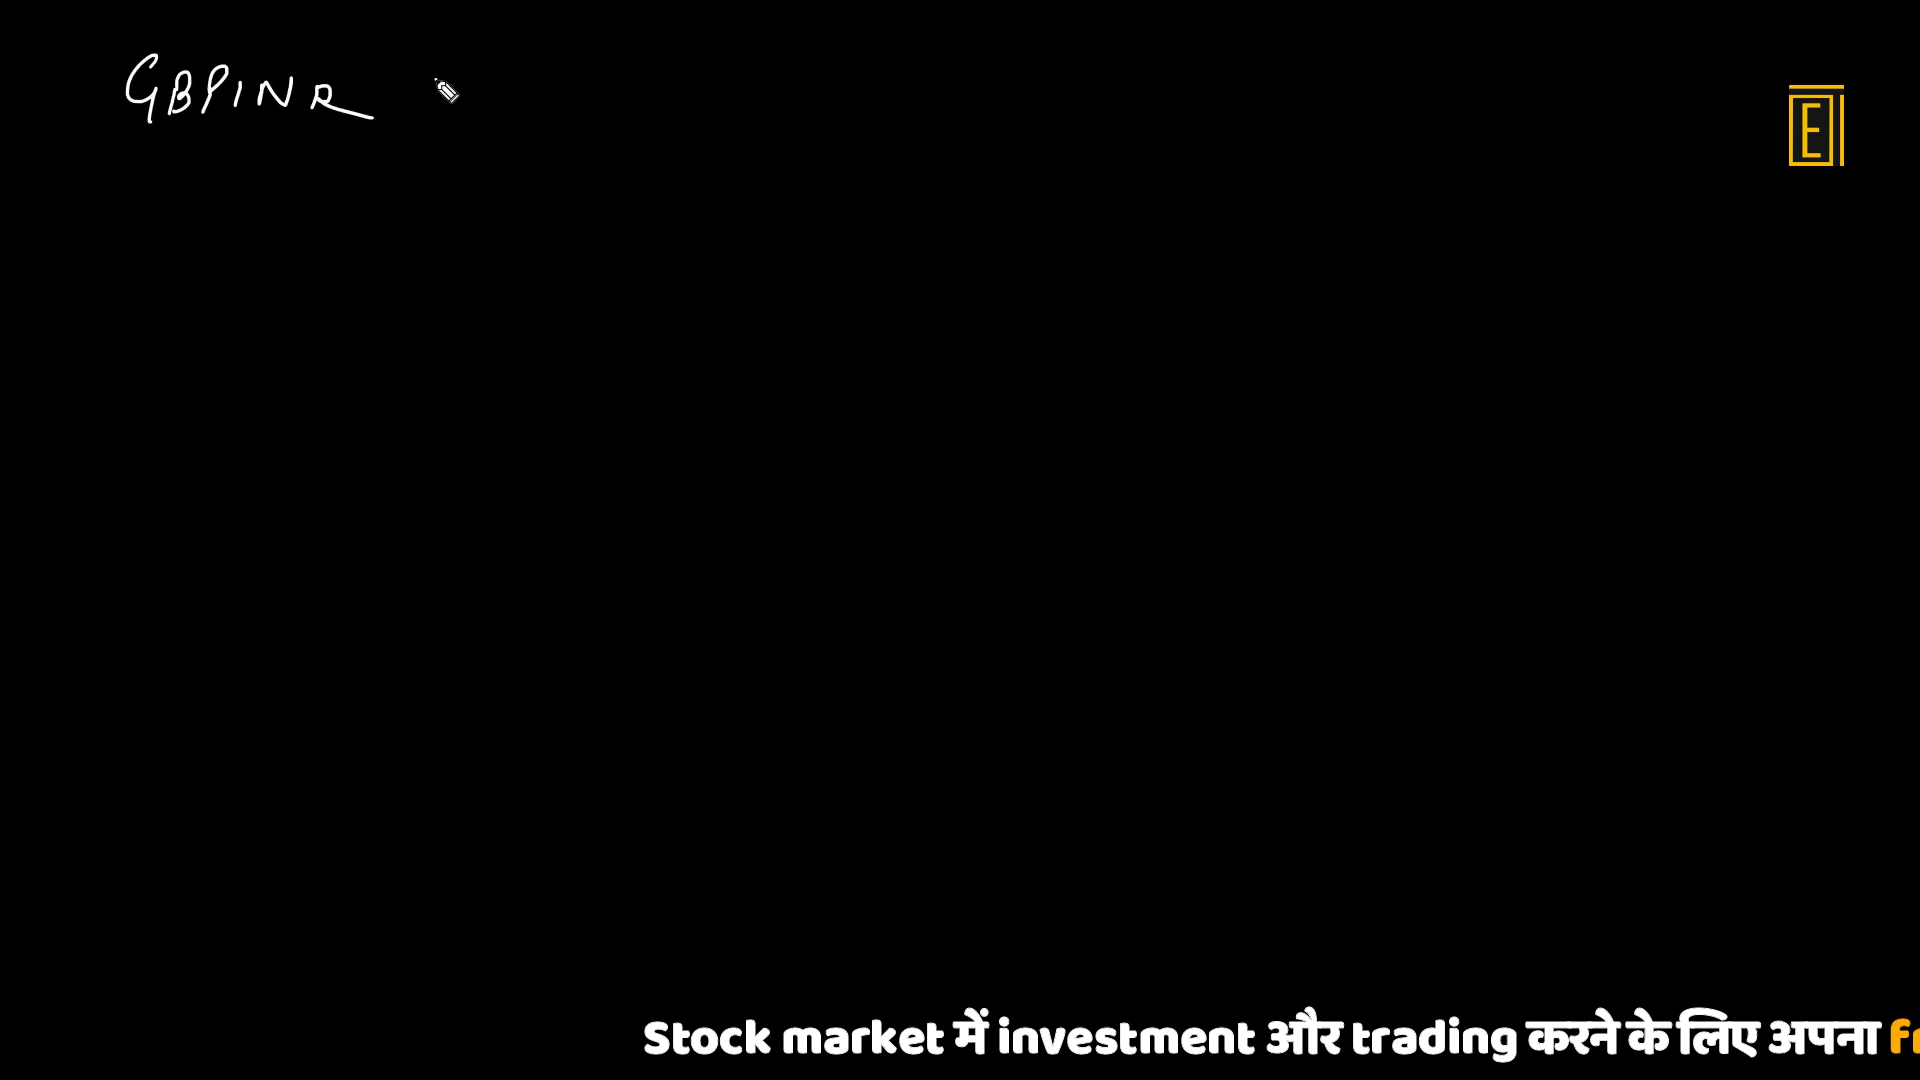 GBPINR
E
Stock market में investment और trading करने के लिए अपना